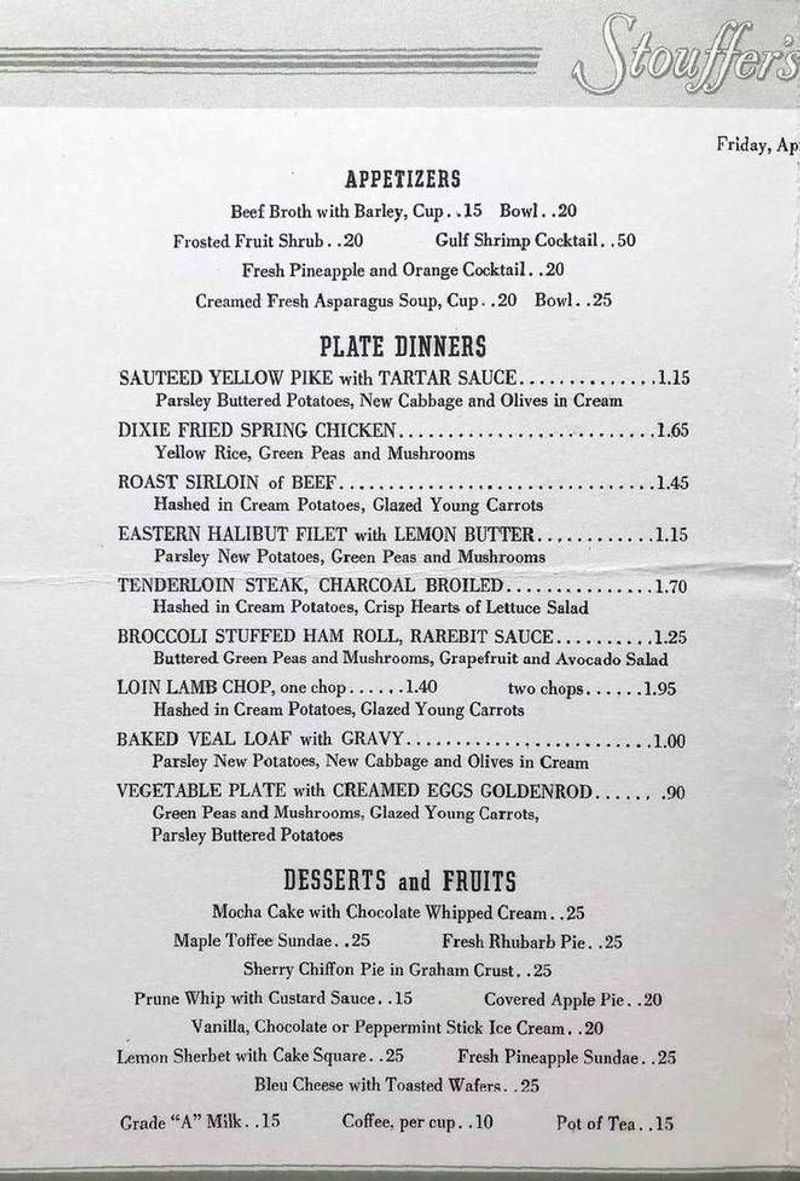 Stouffer's
Friday, Ap
APPETIZERS
Beef Broth with Barley, Cup. .15 Bowl. .20
Frosted Fruit Shrub. .20 Gulf Shrimp Cocktail. .50
Fresh Pineapple and Orange Cocktail. .20
Creamed Fresh Asparagus Soup, Cup. .20 Bowl. .25
PLATE DINNERS
SAUTEED YELLOW PIKE with TARTAR SAUCE..............1.15
Parsley Buttered Potatoes, New Cabbage and Olives in Cream
DIXIE FRIED SPRING CHICKEN..........................1.65
Yellow Rice, Green Peas and Mushrooms
ROAST SIRLOIN of BEEF................................1.45
Hashed in Cream Potatoes, Glazed Young Carrots
EASTERN HALIBUT FILET with LEMON BUTTER............1.15
Parsley New Potatoes, Green Peas and Mushrooms
TENDERLOIN STEAK, CHARCOAL BROILED...............1.70
Hashed in Cream Potatoes, Crisp Hearts of Lettuce Salad
BROCCOLI STUFFED HAM ROLL, RAREBIT SAUCE..........1.25
Buttered Green Peas and Mushrooms, Grapefruit and Avocado Salad
LOIN LAMB CHOP, one chop......1.40 two chops......1.95
Hashed in Cream Potatoes, Glazed Young Carrots
BAKED VEAL LOAF with GRAVY.........................1.00
Parsley New Potatoes, New Cabbage and Olives in Cream
VEGETABLE PLATE with CREAMED EGGS GOLDENROD...... .90
Green Peas and Mushrooms, Glazed Young Carrots,
Parsley Buttered Potatoes
DESSERTS and FRUITS
Mocha Cake with Chocolate Whipped Cream. .25
Maple Toffee Sundae. .25 Fresh Rhubarb Pie. .25
Sherry Chiffon Pie in Graham Crust. .25
Prune Whip with Custard Sauce. .15 Covered Apple Pie. .20
Vanilla, Chocolate or Peppermint Stick Ice Cream. .20
Lemon Sherbet with Cake Square. .25 Fresh Pineapple Sundae. .25
Bleu Cheese with Toasted Wafers. .25
Grade "A" Milk. .15 Coffee, per cup. .10 Pot of Tea. .15